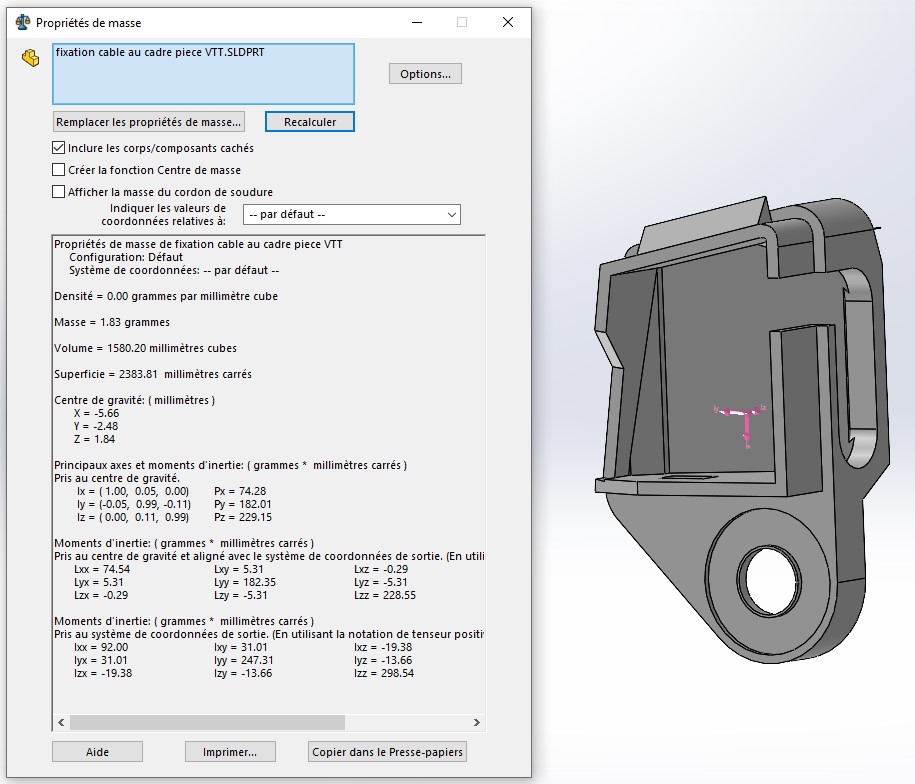 Propriétés de masse
fixation cable au cadre piece VTT.SLDPRT
Options...
Remplacer les propriétés de masse...
Recalculer
Inclure les corps/composants cachés
Créer la fonction Centre de masse
Afficher la masse du cordon de soudure
Indiquer les valeurs de
coordonnées relatives à:
-- par défaut --
Propriétés de masse de fixation cable au cadre piece VTT
Configuration: Défaut
Système de coordonnées: -- par défaut --
Densité = 0.00 grammes par millimètre cube
Masse = 1.83 grammes
Volume = 1580.20 millimètres cubes
Superficie = 2383.81 millimètres carrés
Centre de gravité: ( millimètres )
X = -5.66
Y = -2.48
Z = 1.84
Principaux axes et moments d'inertie: ( grammes * millimètres carrés )
Pris au centre de gravité.
Ix = ( 1.00, 0.05, 0.00) Px = 74.28
Iy = (-0.05, 0.99, -0.11) Py = 182.01
Iz = ( 0.00, 0.11, 0.99) Pz = 229.15
Moments d'inertie: ( grammes * millimètres carrés )
Pris au centre de gravité et aligné avec le système de coordonnées de sortie. (En utili
Lxx = 74.54 Lxy = 5.31 Lxz = -0.29
Lyx = 5.31 Lyy = 182.35 Lyz = -5.31
Lzx = -0.29 Lzy = -5.31 Lzz = 228.55
Moments d'inertie: ( grammes * millimètres carrés )
Pris au système de coordonnées de sortie. (En utilisant la notation de tenseur positi
Ixx = 92.00 Ixy = 31.01 Ixz = -19.38
Iyx = 31.01 Iyy = 247.31 Iyz = -13.66
Izx = -19.38 Izy = -13.66 Izz = 298.54
Aide
Imprimer...
Copier dans le Presse-papiers